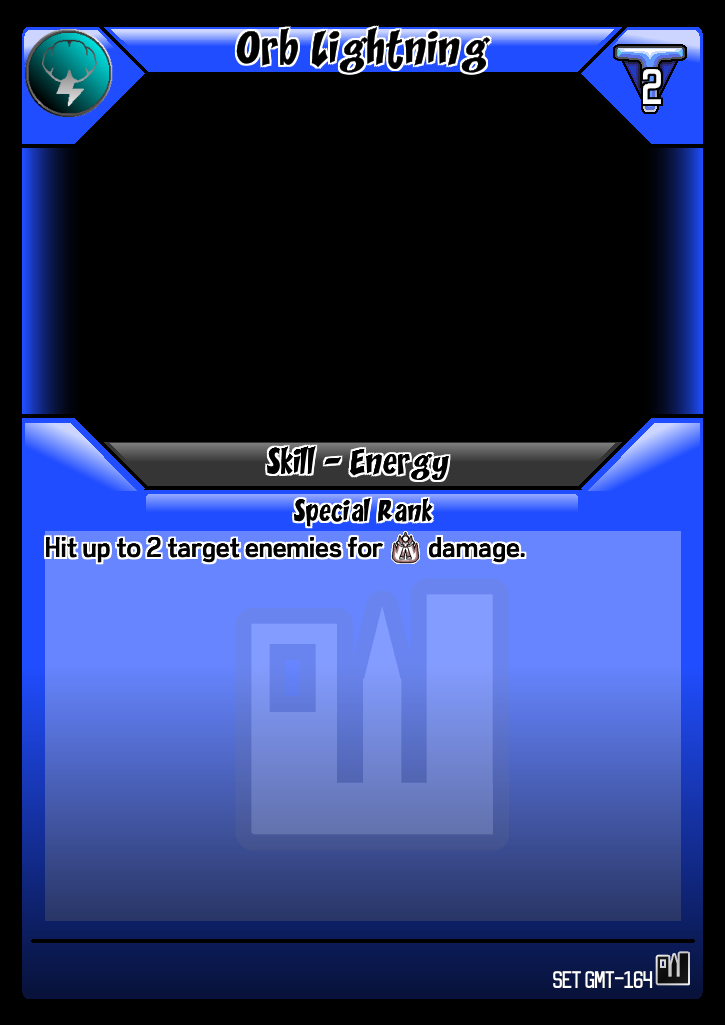 Orb Lightning
2
Skill - Energy
Special Rank
Hit up to 2 target enemies for damage.
SET GMT-164